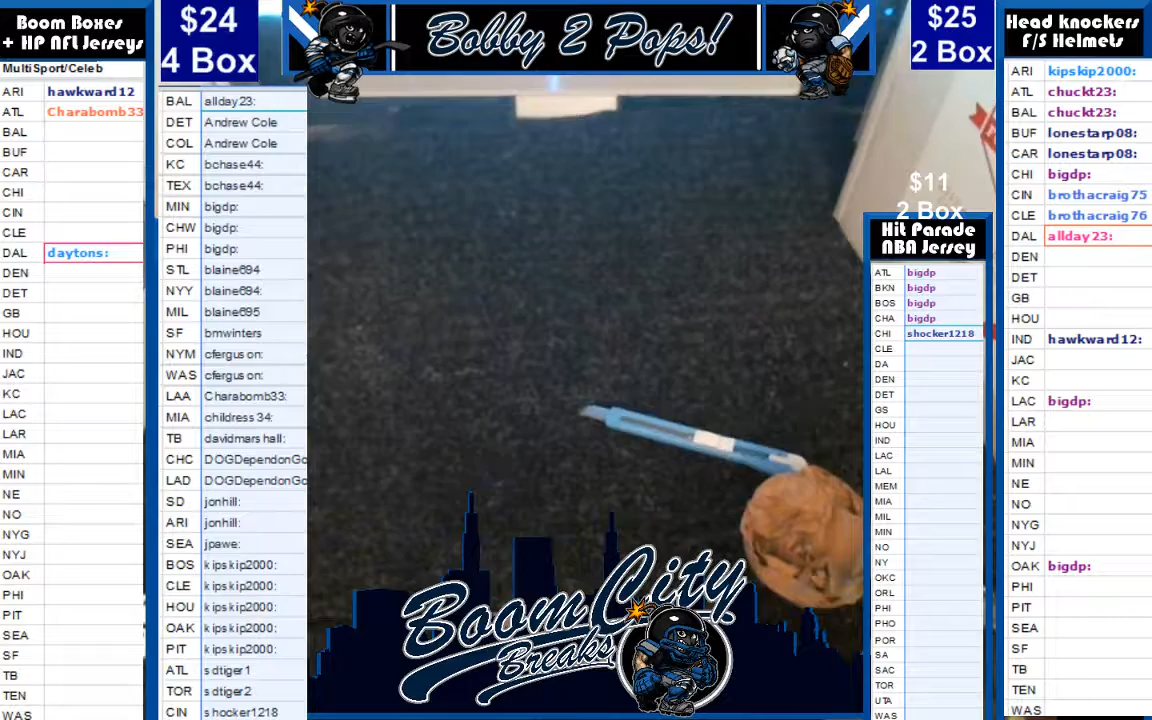 Boom Boxes
+ HP NFL Jerseys
MultiSport/Celeb
ARI hawkward12
ATL Charabomb33
BAL
BUF
CAR
CHI
CIN
CLE
DAL daytons:
DEN
DET
GB
HOU
IND
JAC
KC
LAC
LAR
MIA
MIN
NE
NO
NYG
NYJ
OAK
PHI
PIT
SEA
SF
TB
TEN
WAS
$24
4 Box
BAL allday23:
DET Andrew Cole
COL Andrew Cole
KC bchase44:
TEX bchase44:
MIN bigdp:
CHW bigdp:
PHI bigdp:
STL blaine694
NYY blaine694:
MIL blaine695
SF bmwinters
NYM cferguson:
WAS cferguson:
LAA Charabomb33:
MIA childress 34:
TB davidmarshall:
CHC DOGDependonGo
LAD DOGDependonGo
SD jonhill:
ARI jonhill:
SEA jpawe:
BOS kipskip2000:
CLE kipskip2000:
HOU kipskip2000:
OAK kipskip2000:
PIT kipskip2000:
ATL sdtiger1
TOR sdtiger2
CIN shocker1218
Bobby 2 Pops!
Boom City
Breaks
$25
2 Box
$11
2 Box
Hit Parade
NBA Jersey
ATL bigdp
BKN bigdp
BOS bigdp
CHA bigdp
CHI shocker1218
CLE
DA
DEN
DET
GS
HOU
IND
LAC
LAL
MEM
MIA
MIL
MIN
NO
NY
OKC
ORL
PHI
PHO
POR
SA
SAC
TOR
UTA
WAS
Head knockers
F/S Helmets
ARI kipskip2000:
ATL chuckt23:
BAL chuckt23:
BUF lonestarp08:
CAR lonestarp08:
CHI bigdp:
CIN brothacraig75
CLE brothacraig76
DAL allday23:
DEN
DET
GB
HOU
IND hawkward12:
JAC
KC
LAC bigdp:
LAR
MIA
MIN
NE
NO
NYG
NYJ
OAK bigdp:
PHI
PIT
SEA
SF
TB
TEN
WAS